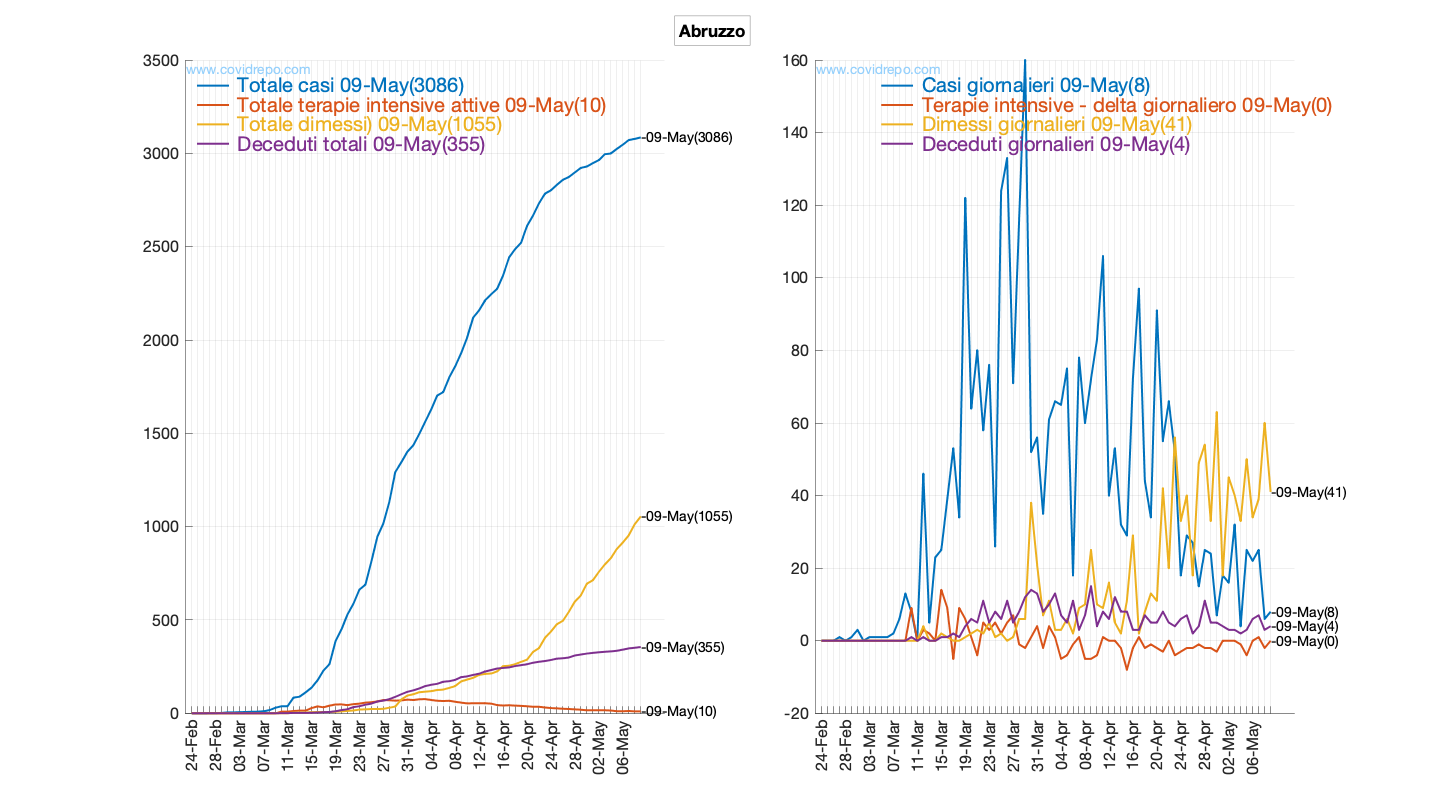 Abruzzo
www.covidrepo.com
Totale casi 09-May(3086)
Totale terapie intensive attive 09-May(10)
Totale dimessi) 09-May(1055)
Deceduti totali 09-May(355)
3500
3000
2500
2000
1500
1000
500
0
-09-May(3086)
-09-May(1055)
-09-May(355)
-09-May(10)
24-Feb
28-Feb
03-Mar
07-Mar
11-Mar
15-Mar
19-Mar
23-Mar
27-Mar
31-Mar
04-Apr
08-Apr
12-Apr
16-Apr
20-Apr
24-Apr
28-Apr
02-May
06-May
www.covidrepo.com
Casi giornalieri 09-May(8)
Terapie intensive - delta giornaliero 09-May(0)
Dimessi giornalieri 09-May(41)
Deceduti giornalieri 09-May(4)
160
140
120
100
80
60
40
20
0
-20
-09-May(41)
-09-May(8)
-09-May(4)
-09-May(0)
24-Feb
28-Feb
03-Mar
07-Mar
11-Mar
15-Mar
19-Mar
23-Mar
27-Mar
31-Mar
04-Apr
08-Apr
12-Apr
16-Apr
20-Apr
24-Apr
28-Apr
02-May
06-May